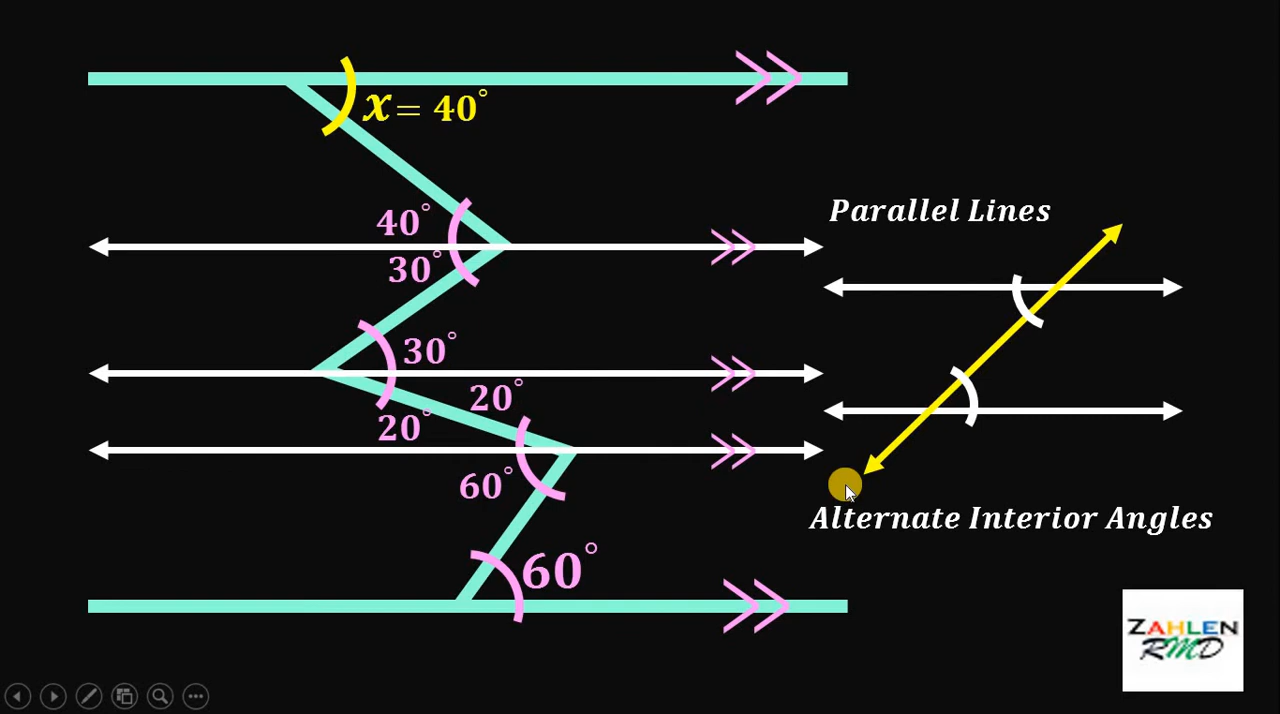 x = 40°
40°
Parallel Lines
30°
30°
20°
20°
60°
Alternate Interior Angles
60°
ZAHLEN
RMD